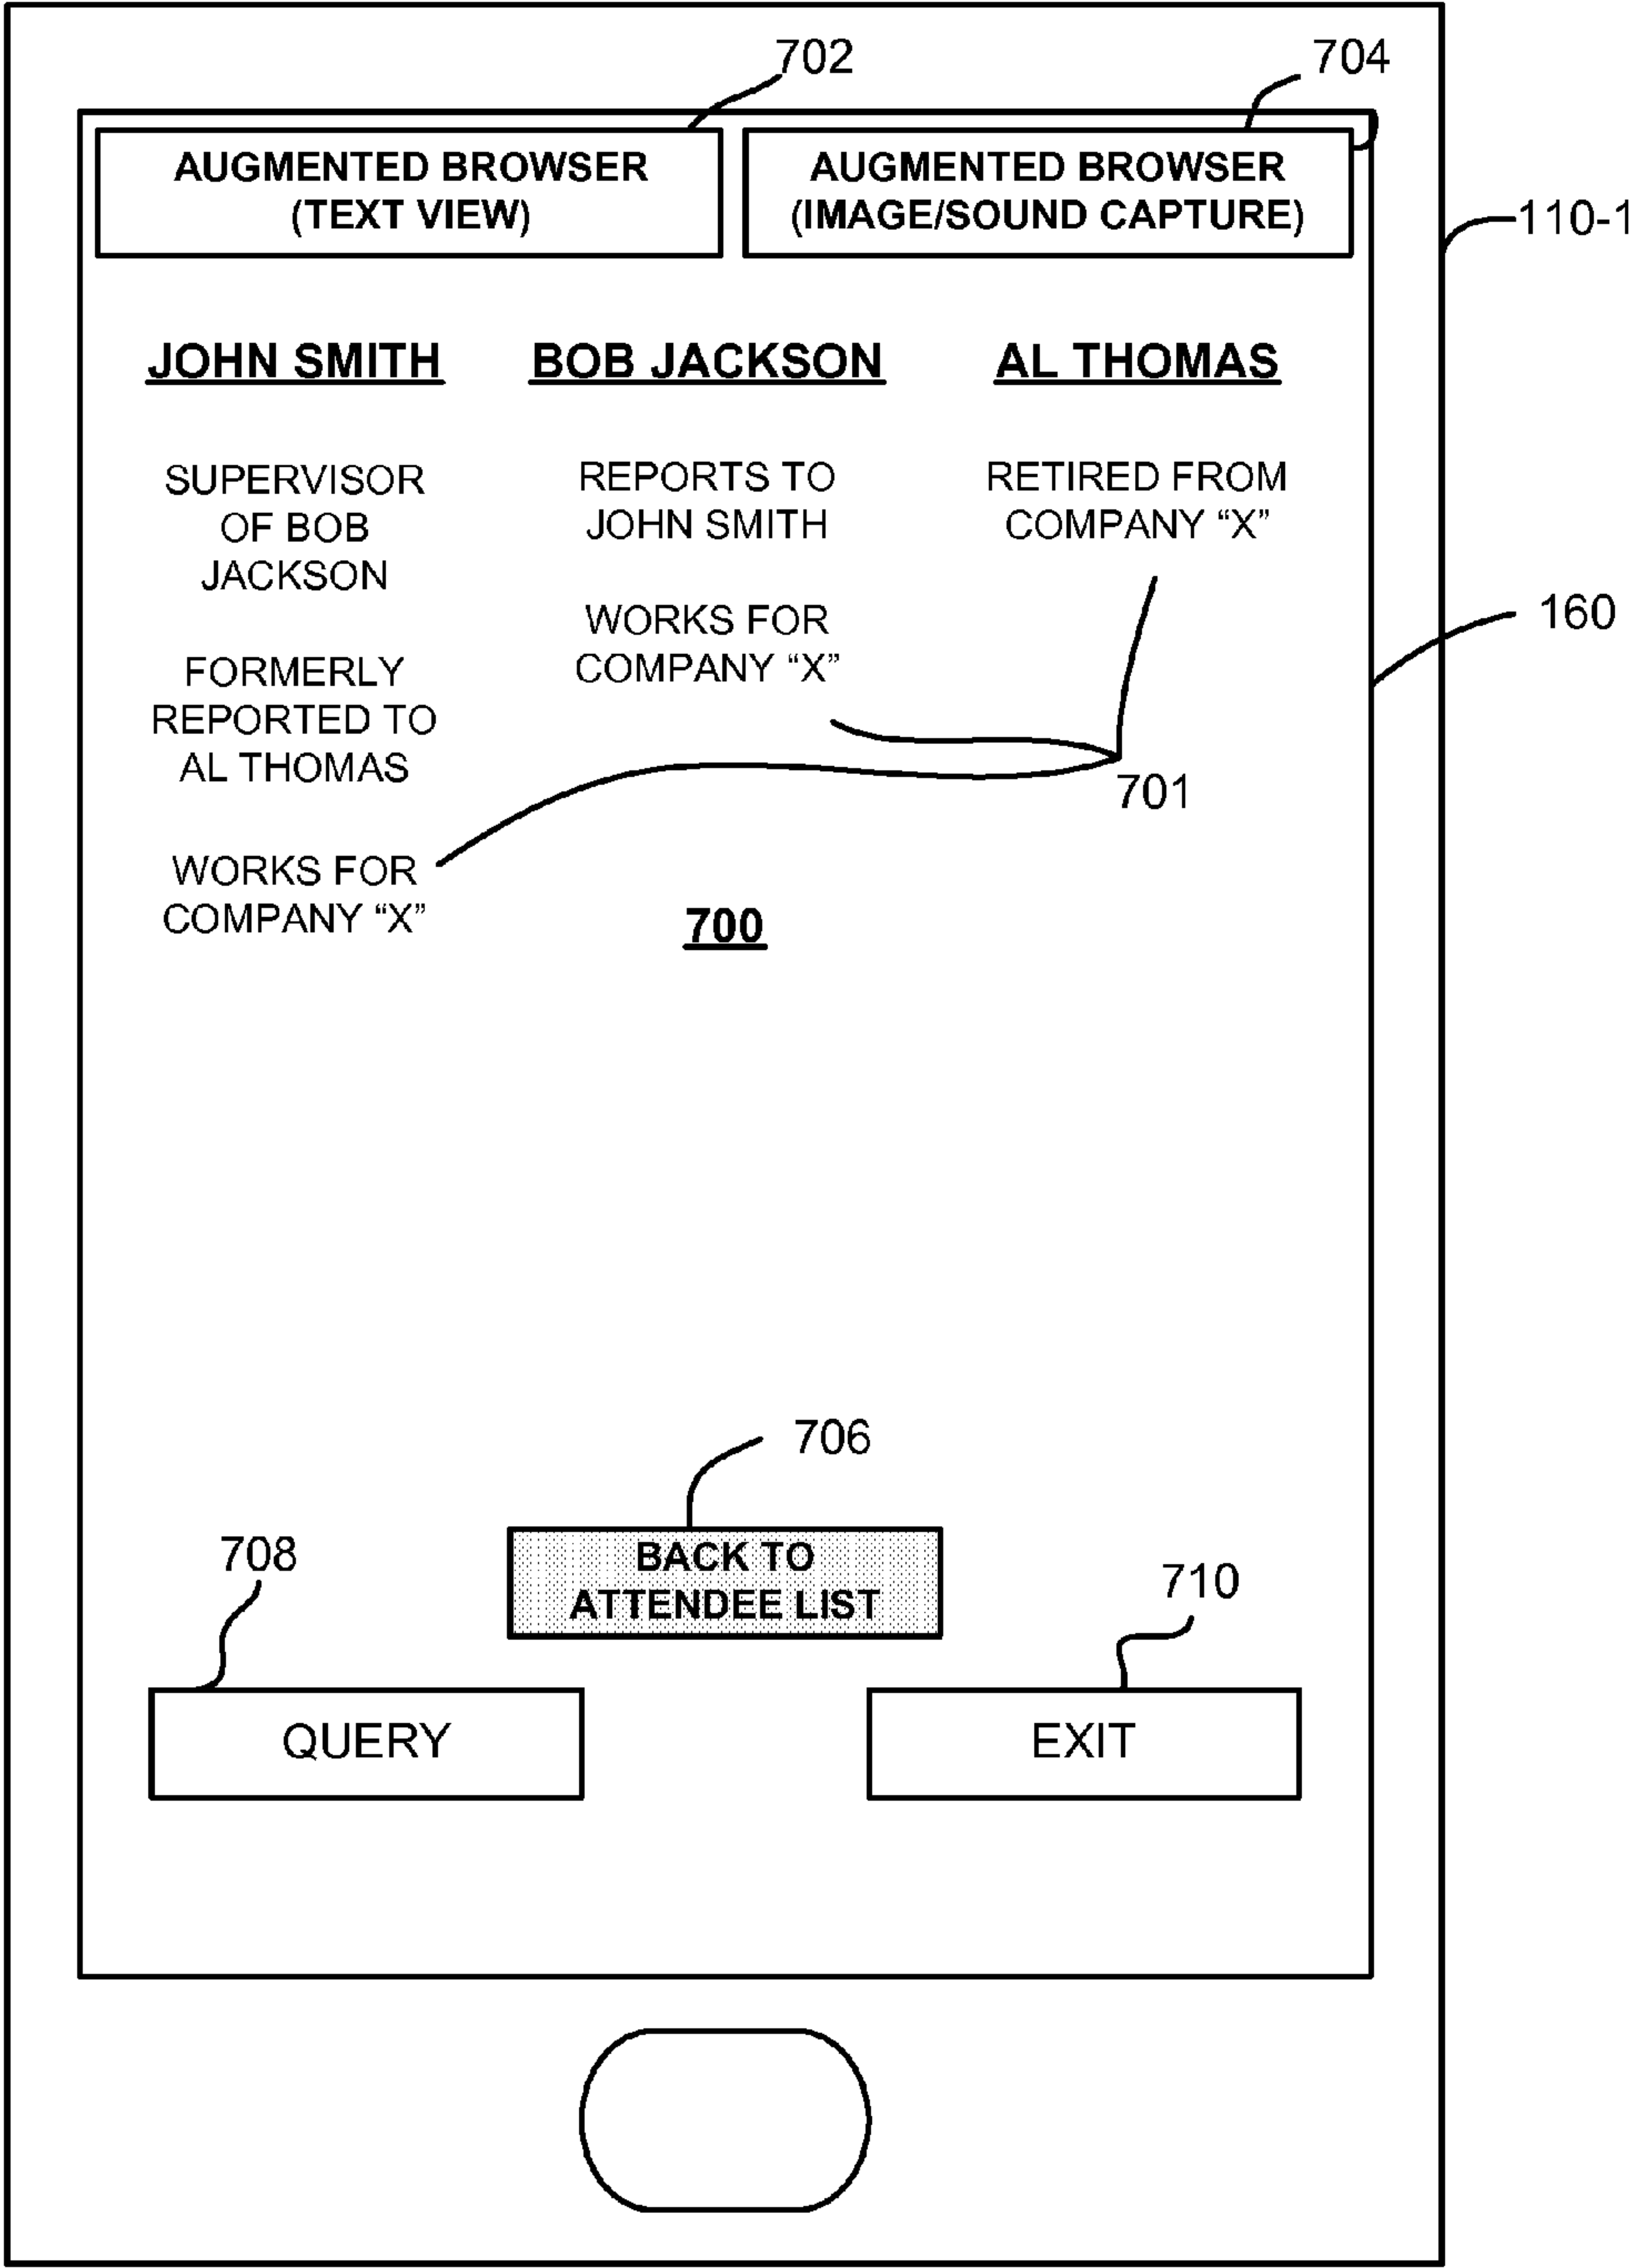 702
704
AUGMENTED BROWSER
(TEXT VIEW)
AUGMENTED BROWSER
(IMAGE/SOUND CAPTURE)
110-1
JOHN SMITH
BOB JACKSON
AL THOMAS
SUPERVISOR
OF BOB
JACKSON
FORMERLY
REPORTED TO
AL THOMAS
WORKS FOR
COMPANY “X”
REPORTS TO
JOHN SMITH
WORKS FOR
COMPANY “X”
RETIRED FROM
COMPANY “X”
160
701
700
706
BACK TO
ATTENDEE LIST
708
710
QUERY
EXIT